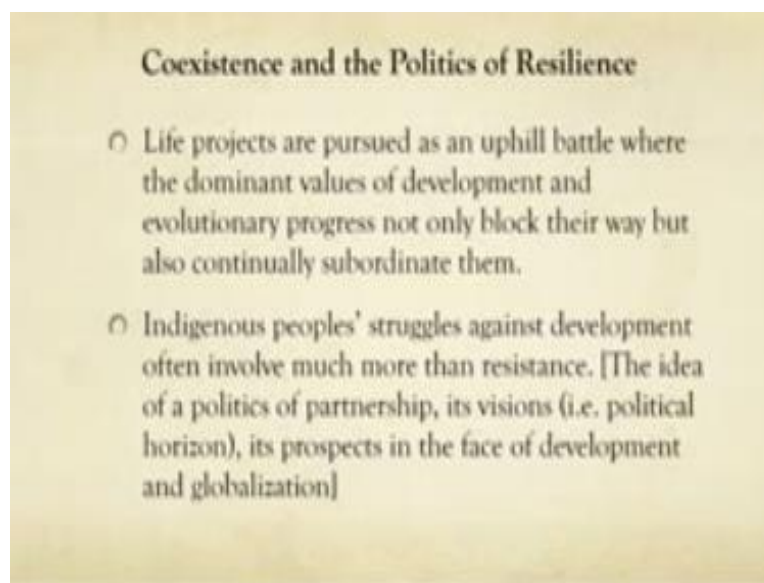 Coexistence and the Politics of Resilience
Life projects are pursued as an uphill battle where
the dominant values of development and
evolutionary progress not only block their way but
also continually subordinate them.
Indigenous peoples' struggles against development
often involve much more than resistance. [The idea
of a politics of partnership, its visions (i.e. political
horizon), its prospects in the face of development
and globalization]